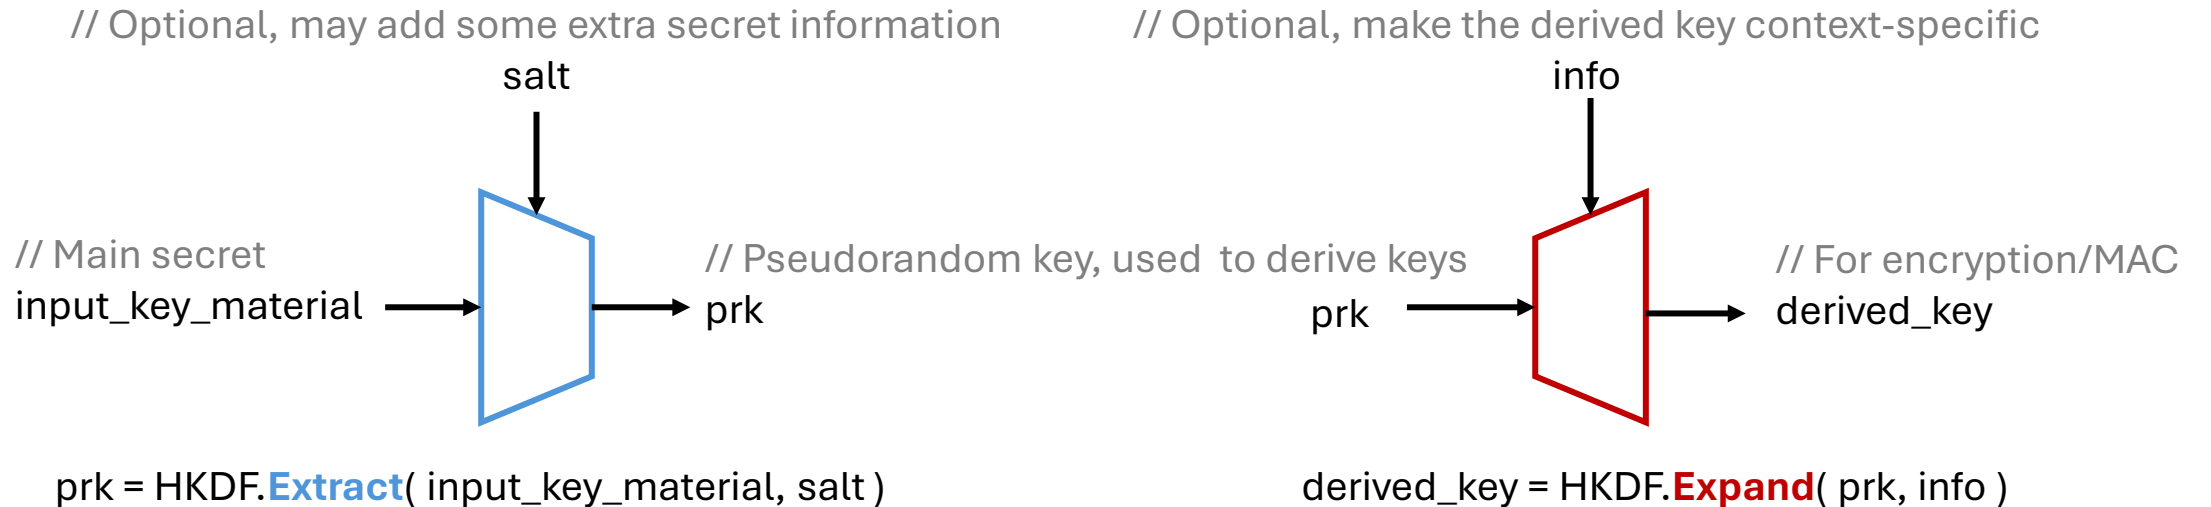 // Optional, may add some extra secret information
salt
// Main secret
input_key_material
// Pseudorandom key, used to derive keys
prk
prk = HKDF.Extract( input_key_material, salt )
// Optional, make the derived key context-specific
info
prk
// For encryption/MAC
derived_key
derived_key = HKDF.Expand( prk, info )